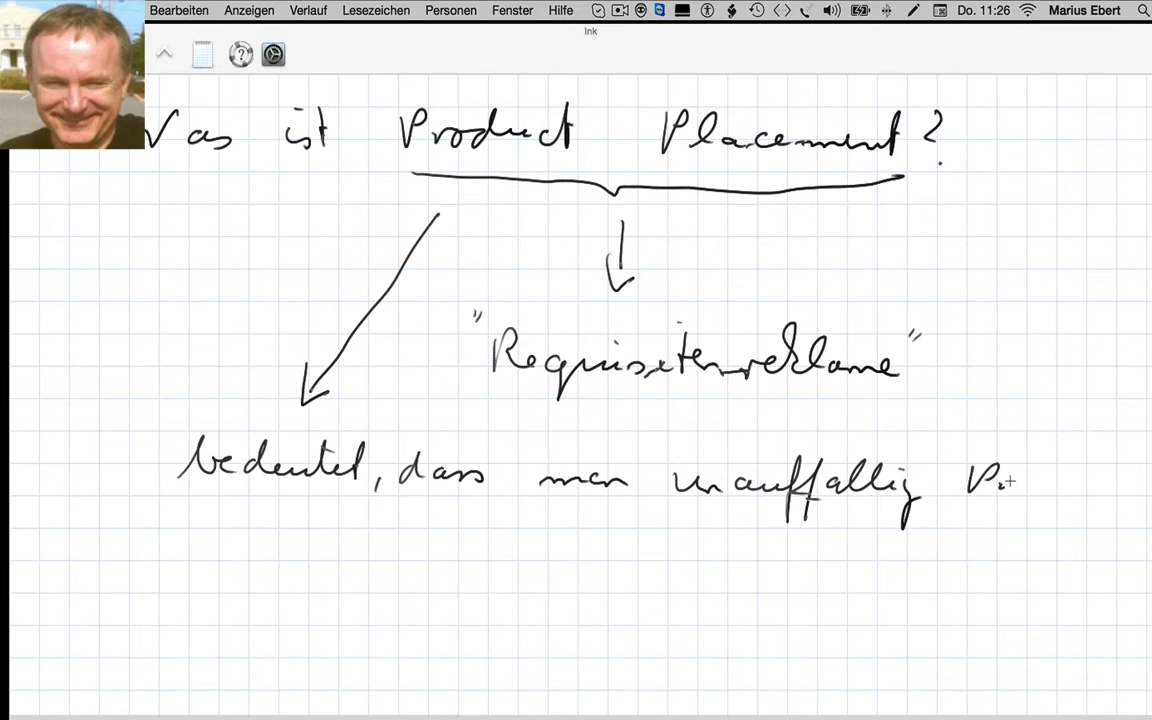 Bearbeiten Anzeigen Verlauf Lesezeichen Personen Fenster Hilfe Do. 11:26 Marius Ebert
Ink
Was ist Product Placement?
"Requisitenreklame"
bedeutet, dass man unauffällig